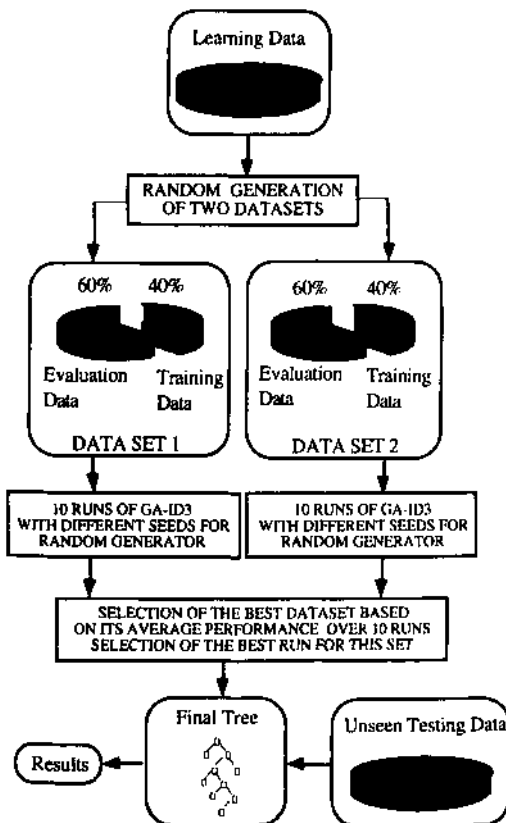 Learning Data
RANDOM GENERATION
OF TWO DATASETS
60% 40%
Evaluation Training
Data Data
DATA SET 1
60% 40%
Evaluation Training
Data Data
DATA SET 2
10 RUNS OF GA-ID3
WITH DIFFERENT SEEDS FOR
RANDOM GENERATOR
10 RUNS OF GA-ID3
WITH DIFFERENT SEEDS FOR
RANDOM GENERATOR
SELECTION OF THE BEST DATASET BASED
ON ITS AVERAGE PERFORMANCE OVER 10 RUNS
SELECTION OF THE BEST RUN FOR THIS SET
Final Tree
Unseen Testing Data
Results